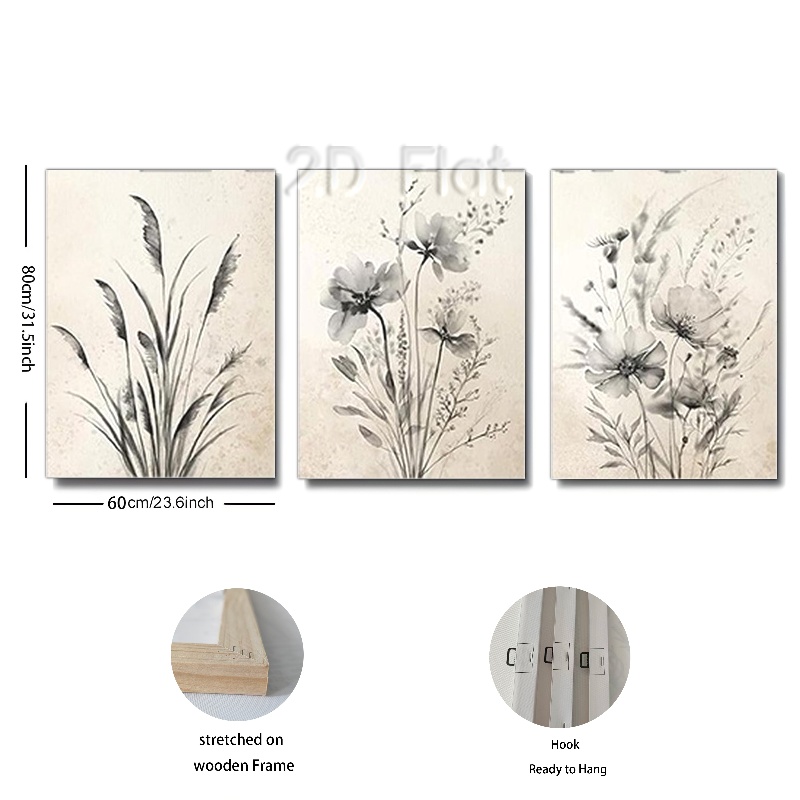 2D Flat
80cm/31.5inch
60cm/23.6inch
stretched on
wooden Frame
Hook
Ready to Hang